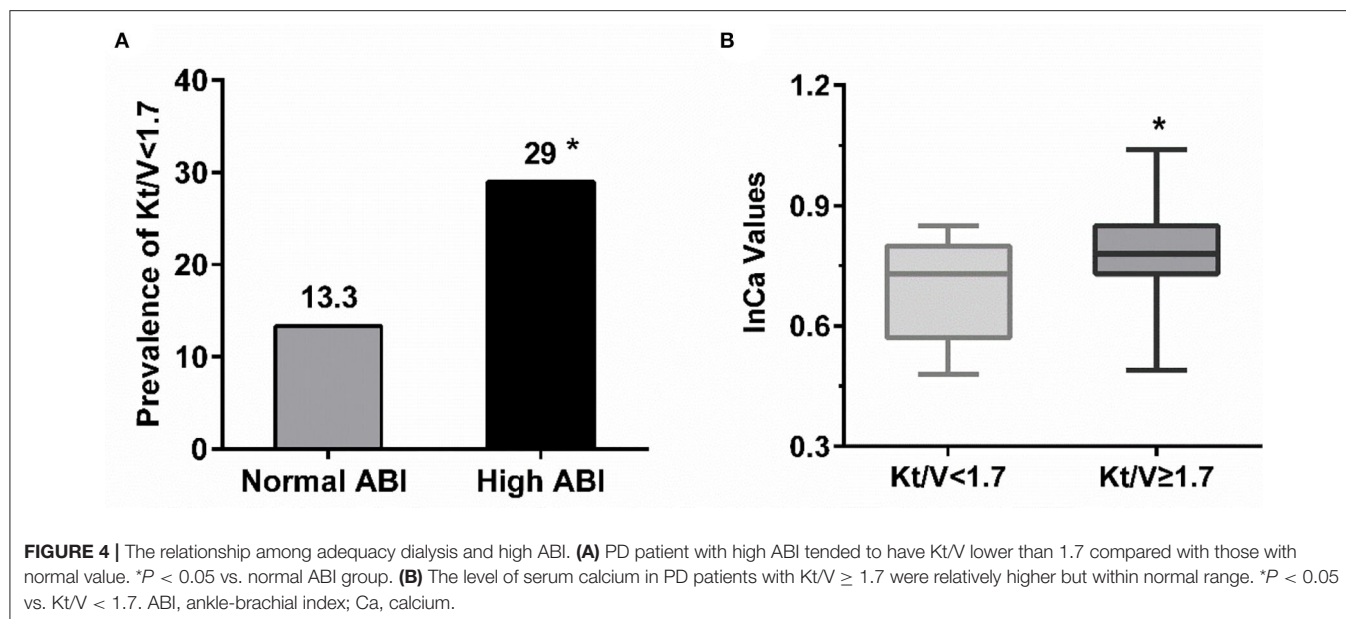 A
B
Prevalence of Kt/V<1.7
40
30
20
10
0
13.3
29 *
Normal ABI
High ABI
lnCa Values
1.2
0.9
0.6
0.3
*
Kt/V<1.7
Kt/V≥1.7
FIGURE 4 | The relationship among adequacy dialysis and high ABI. (A) PD patient with high ABI tended to have Kt/V lower than 1.7 compared with those with
normal value. *P < 0.05 vs. normal ABI group. (B) The level of serum calcium in PD patients with Kt/V ≥ 1.7 were relatively higher but within normal range. *P < 0.05
vs. Kt/V < 1.7. ABI, ankle-brachial index; Ca, calcium.